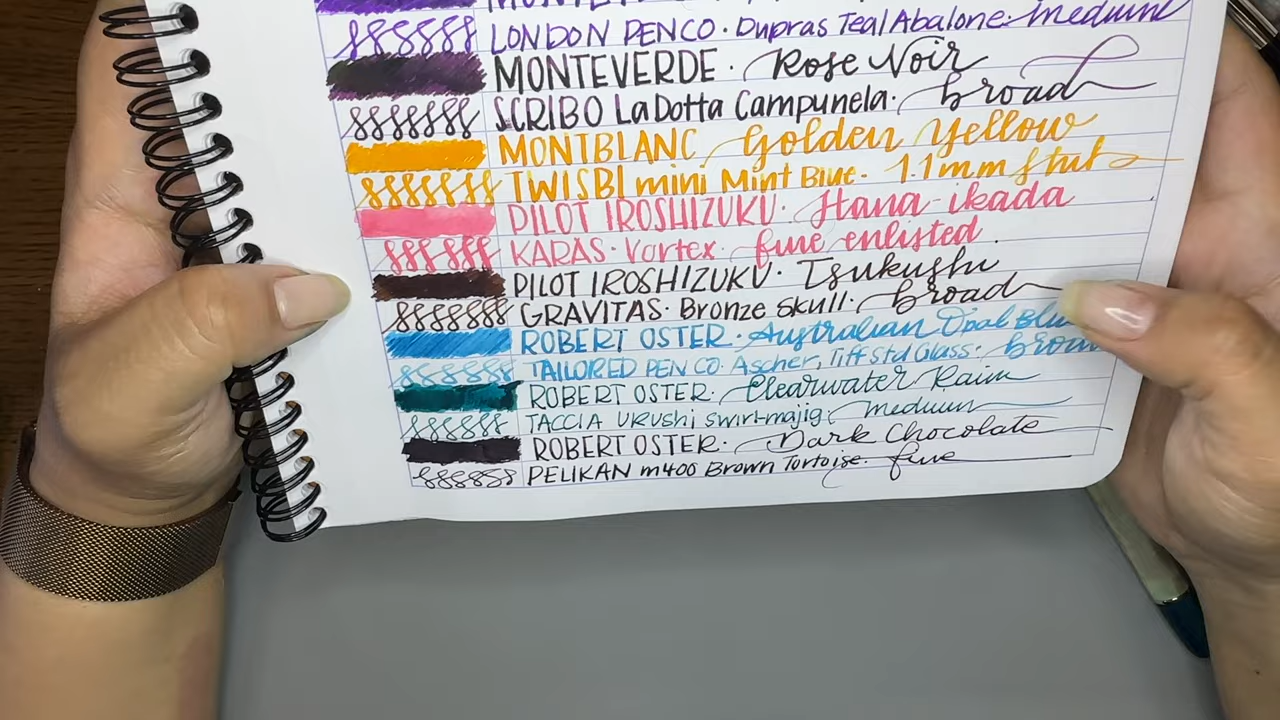 LONDON PENCO · Dupras Teal Abalone · medium
MONTEVERDE · Rose Noir
SCRIBO La Dotta Campunela · broad
MONTBLANC · Golden Yellow
TWISBI mini Mint Blue · 1.1mm Stub
PILOT IROSHIZUKU · Hana-ikada
KARAS · Vortex · fine enlisted
PILOT IROSHIZUKU · Tsukushi
GRAVITAS · Bronze Skull · broad
ROBERT OSTER · Australian Opal Blue
TAILORED PEN CO · Ascher, Tiff Std Glass · broad
ROBERT OSTER · Clearwater Rain
TACCIA Urushi swirl-majig · medium
ROBERT OSTER · Dark Chocolate
PELIKAN m400 Brown Tortoise · fine